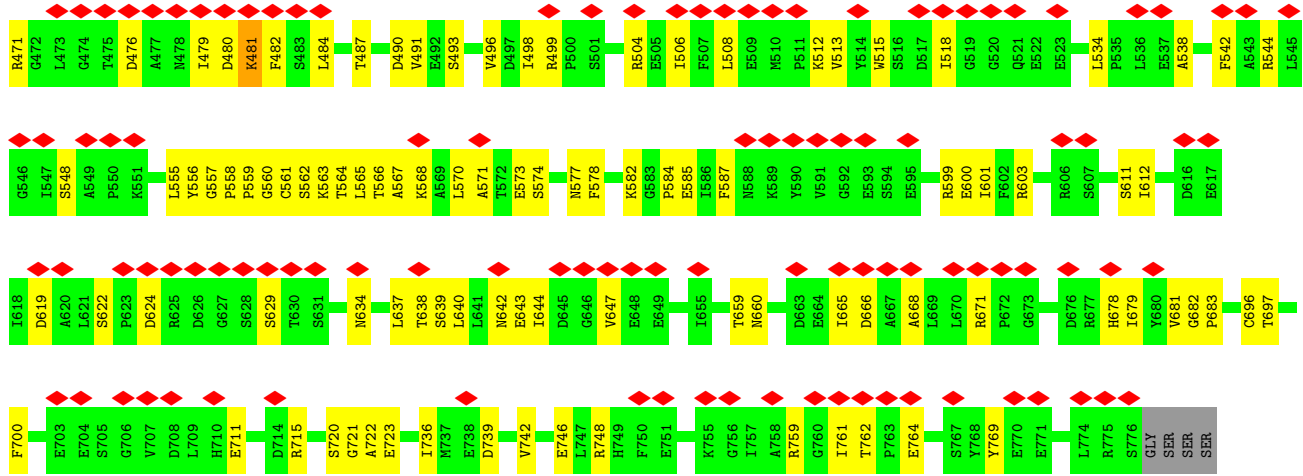 R471 G472 L473 G474 T475 D476 A477 N478 I479 D480 K481 F482 S483 L484 T487 D490 V491 E492 S493 V496 D497 I498 R499 P500 S501 R504 E505 I506 F507 L508 E509 M510 P511 K512 V513 Y514 W515 S516 D517 I518 G519 G520 Q521 E522 E523 L534 P535 L536 E537 A538 F542 A543 R544 L545
G546 I547 S548 A549 P550 K551 L555 Y556 G557 P558 P559 G560 C561 S562 K563 T564 L565 T566 A567 K568 A569 L570 A571 T572 E573 S574 N577 F578 K582 G583 P584 E585 I586 F587 N588 K589 Y590 V591 G592 E593 S594 E595 R599 E600 I601 F602 R603 R606 S607 S611 I612 D616 E617
I618 D619 A620 L621 S622 P623 D624 R625 D626 G627 S628 S629 T630 S631 N634 L637 T638 S639 L640 L641 N642 E643 I644 D645 G646 V647 E648 E649 I655 T659 N660 D663 E664 I665 D666 A667 A668 L669 L670 R671 P672 G673 D676 R677 H678 I679 Y680 V681 G682 P683 C696 T697
F700 E703 E704 S705 G706 V707 D708 L709 H710 E711 D714 R715 S720 G721 A722 E723 I736 M737 E738 D739 V742 E746 L747 R748 H749 F750 E751 K755 G756 I757 A758 R759 G760 I761 T762 P763 E764 S767 Y768 Y769 E770 E771 L774 R775 S776 GLY SER SER SER